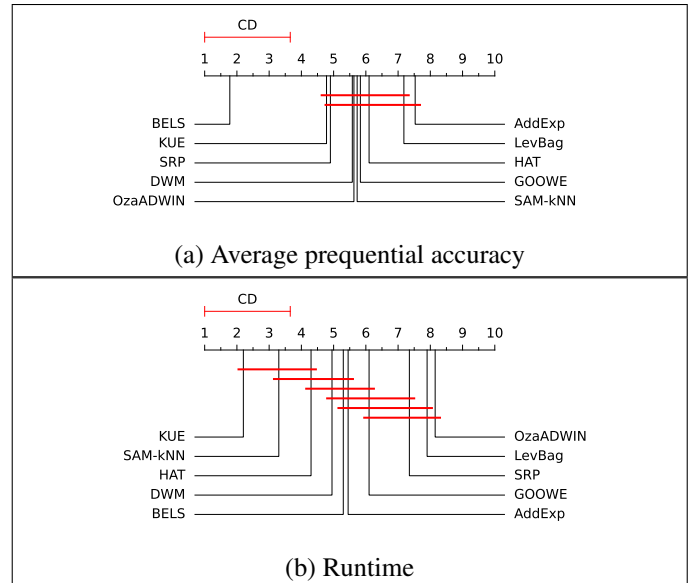 CD
1 2 3 4 5 6 7 8 9 10
BELS AddExp
KUE LevBag
SRP HAT
DWM GOOWE
OzaADWIN SAM-kNN
(a) Average prequential accuracy
CD
1 2 3 4 5 6 7 8 9 10
KUE OzaADWIN
SAM-kNN LevBag
HAT SRP
DWM GOOWE
BELS AddExp
(b) Runtime